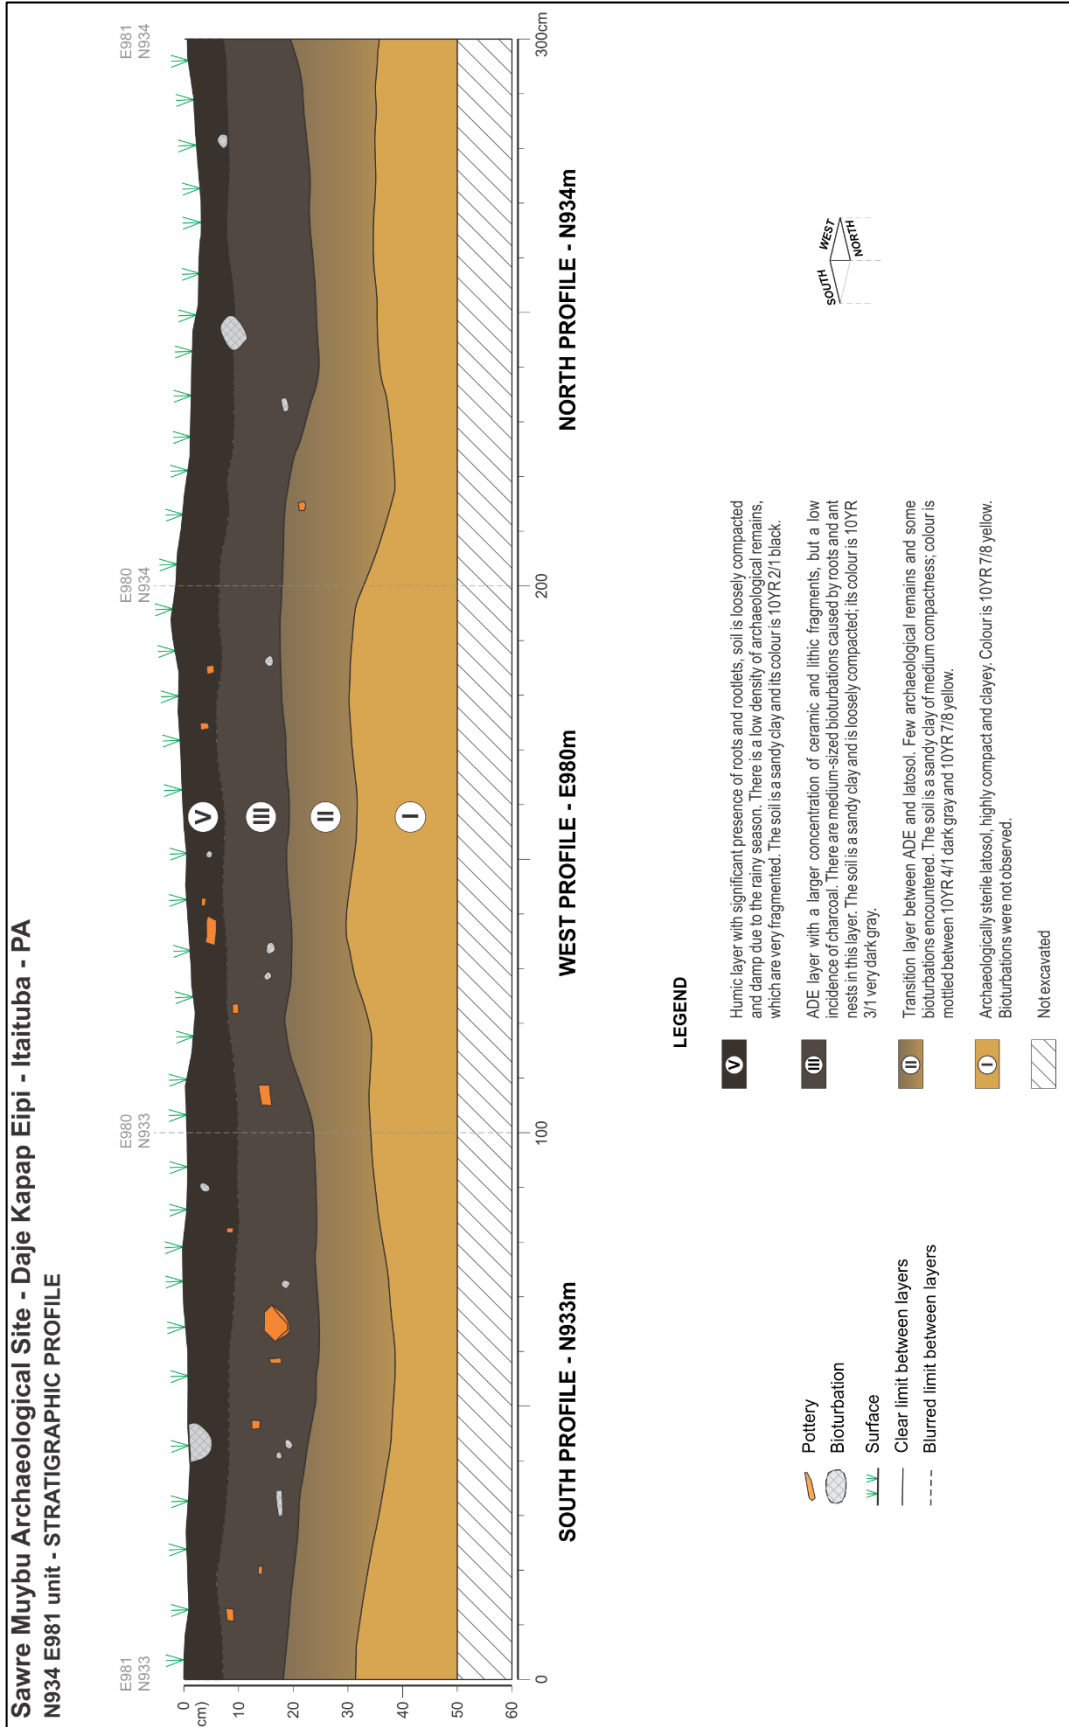 Sawre Muybu Archaeological Site - Daje Kapap Eipi - Itaituba - PA
N934 E981 unit - STRATIGRAPHIC PROFILE
E981
N933
E980
N933
E980
N934
E981
N934
0
cm)
10
20
30
40
50
60
V
III
II
I
0
100
200
300cm
SOUTH PROFILE - N933m
WEST PROFILE - E980m
NORTH PROFILE - N934m
Pottery
Bioturbation
Surface
Clear limit between layers
Blurred limit between layers
LEGEND
V
Humic layer with significant presence of roots and rootlets, soil is loosely compacted
and damp due to the rainy season. There is a low density of archaeological remains,
which are very fragmented. The soil is a sandy clay and its colour is 10YR 2/1 black.
III
ADE layer with a larger concentration of ceramic and lithic fragments, but a low
incidence of charcoal. There are medium-sized bioturbations caused by roots and ant
nests in this layer. The soil is a sandy clay and is loosely compacted; its colour is 10YR
3/1 very dark gray.
II
Transition layer between ADE and latosol. Few archaeological remains and some
bioturbations encountered. The soil is a sandy clay of medium compactness; colour is
mottled between 10YR 4/1 dark gray and 10YR 7/8 yellow.
I
Archaeologically sterile latosol, highly compact and clayey. Colour is 10YR 7/8 yellow.
Bioturbations were not observed.
Not excavated
SOUTH
WEST
NORTH